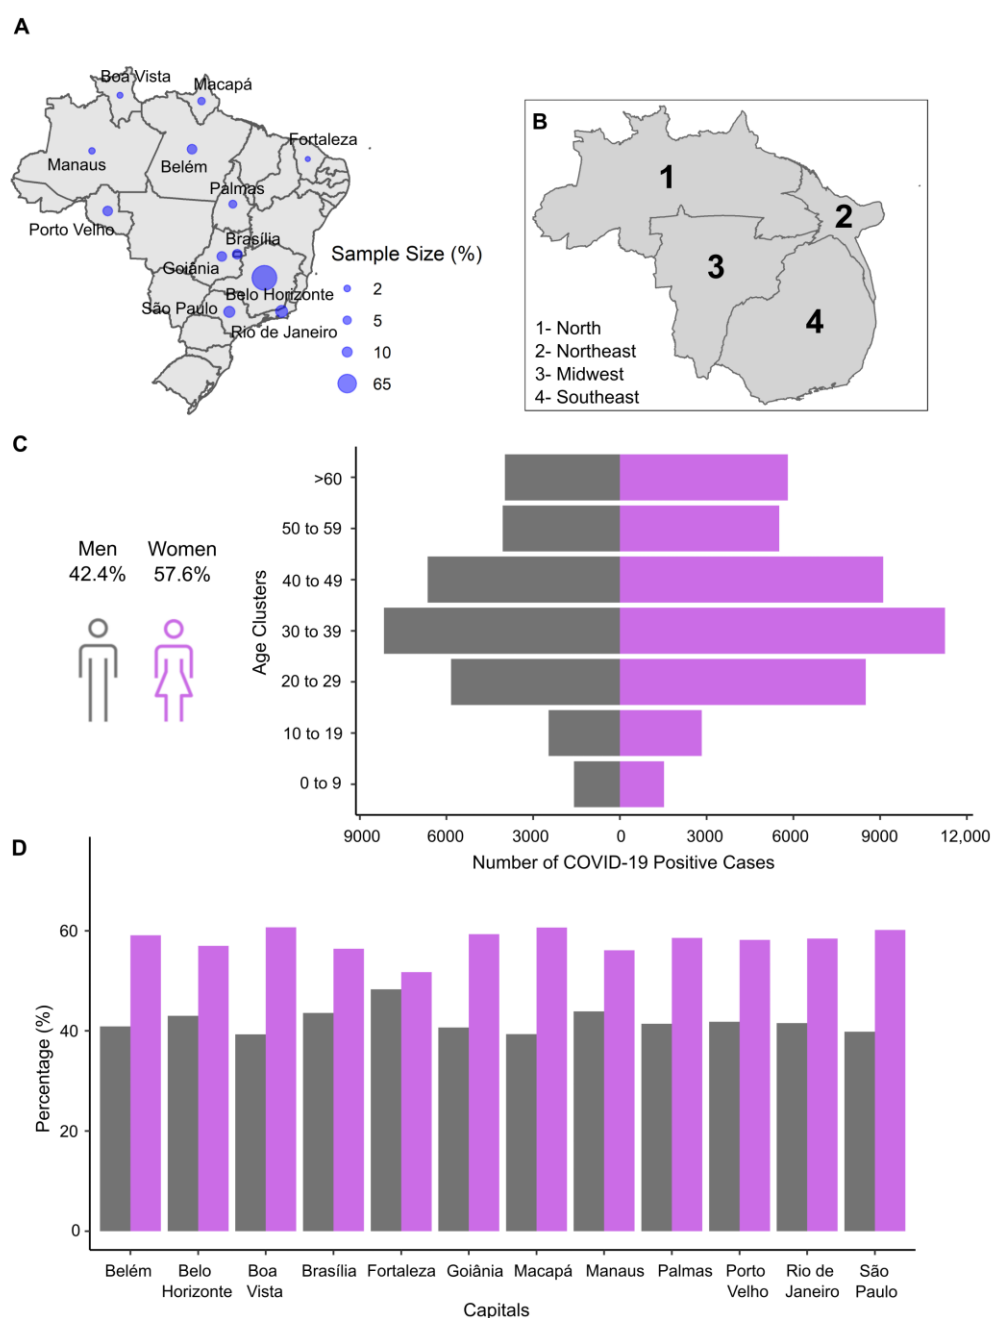 A
Boa Vista
Macapá
Fortaleza
Manaus
Belém
Palmas
Porto Velho
Brasília
Goiânia
Belo Horizonte
São Paulo
Rio de Janeiro
Sample Size (%)
2
5
10
65
B
1
2
3
4
1- North
2- Northeast
3- Midwest
4- Southeast
C
Men
42.4%
Women
57.6%
Age Clusters
>60
50 to 59
40 to 49
30 to 39
20 to 29
10 to 19
0 to 9
9000 6000 3000 0 3000 6000 9000 12,000
Number of COVID-19 Positive Cases
D
Percentage (%)
60
40
20
0
Belém
Belo
Horizonte
Boa
Vista
Brasília
Fortaleza
Goiânia
Macapá
Manaus
Palmas
Porto
Velho
Rio de
Janeiro
São
Paulo
Capitals